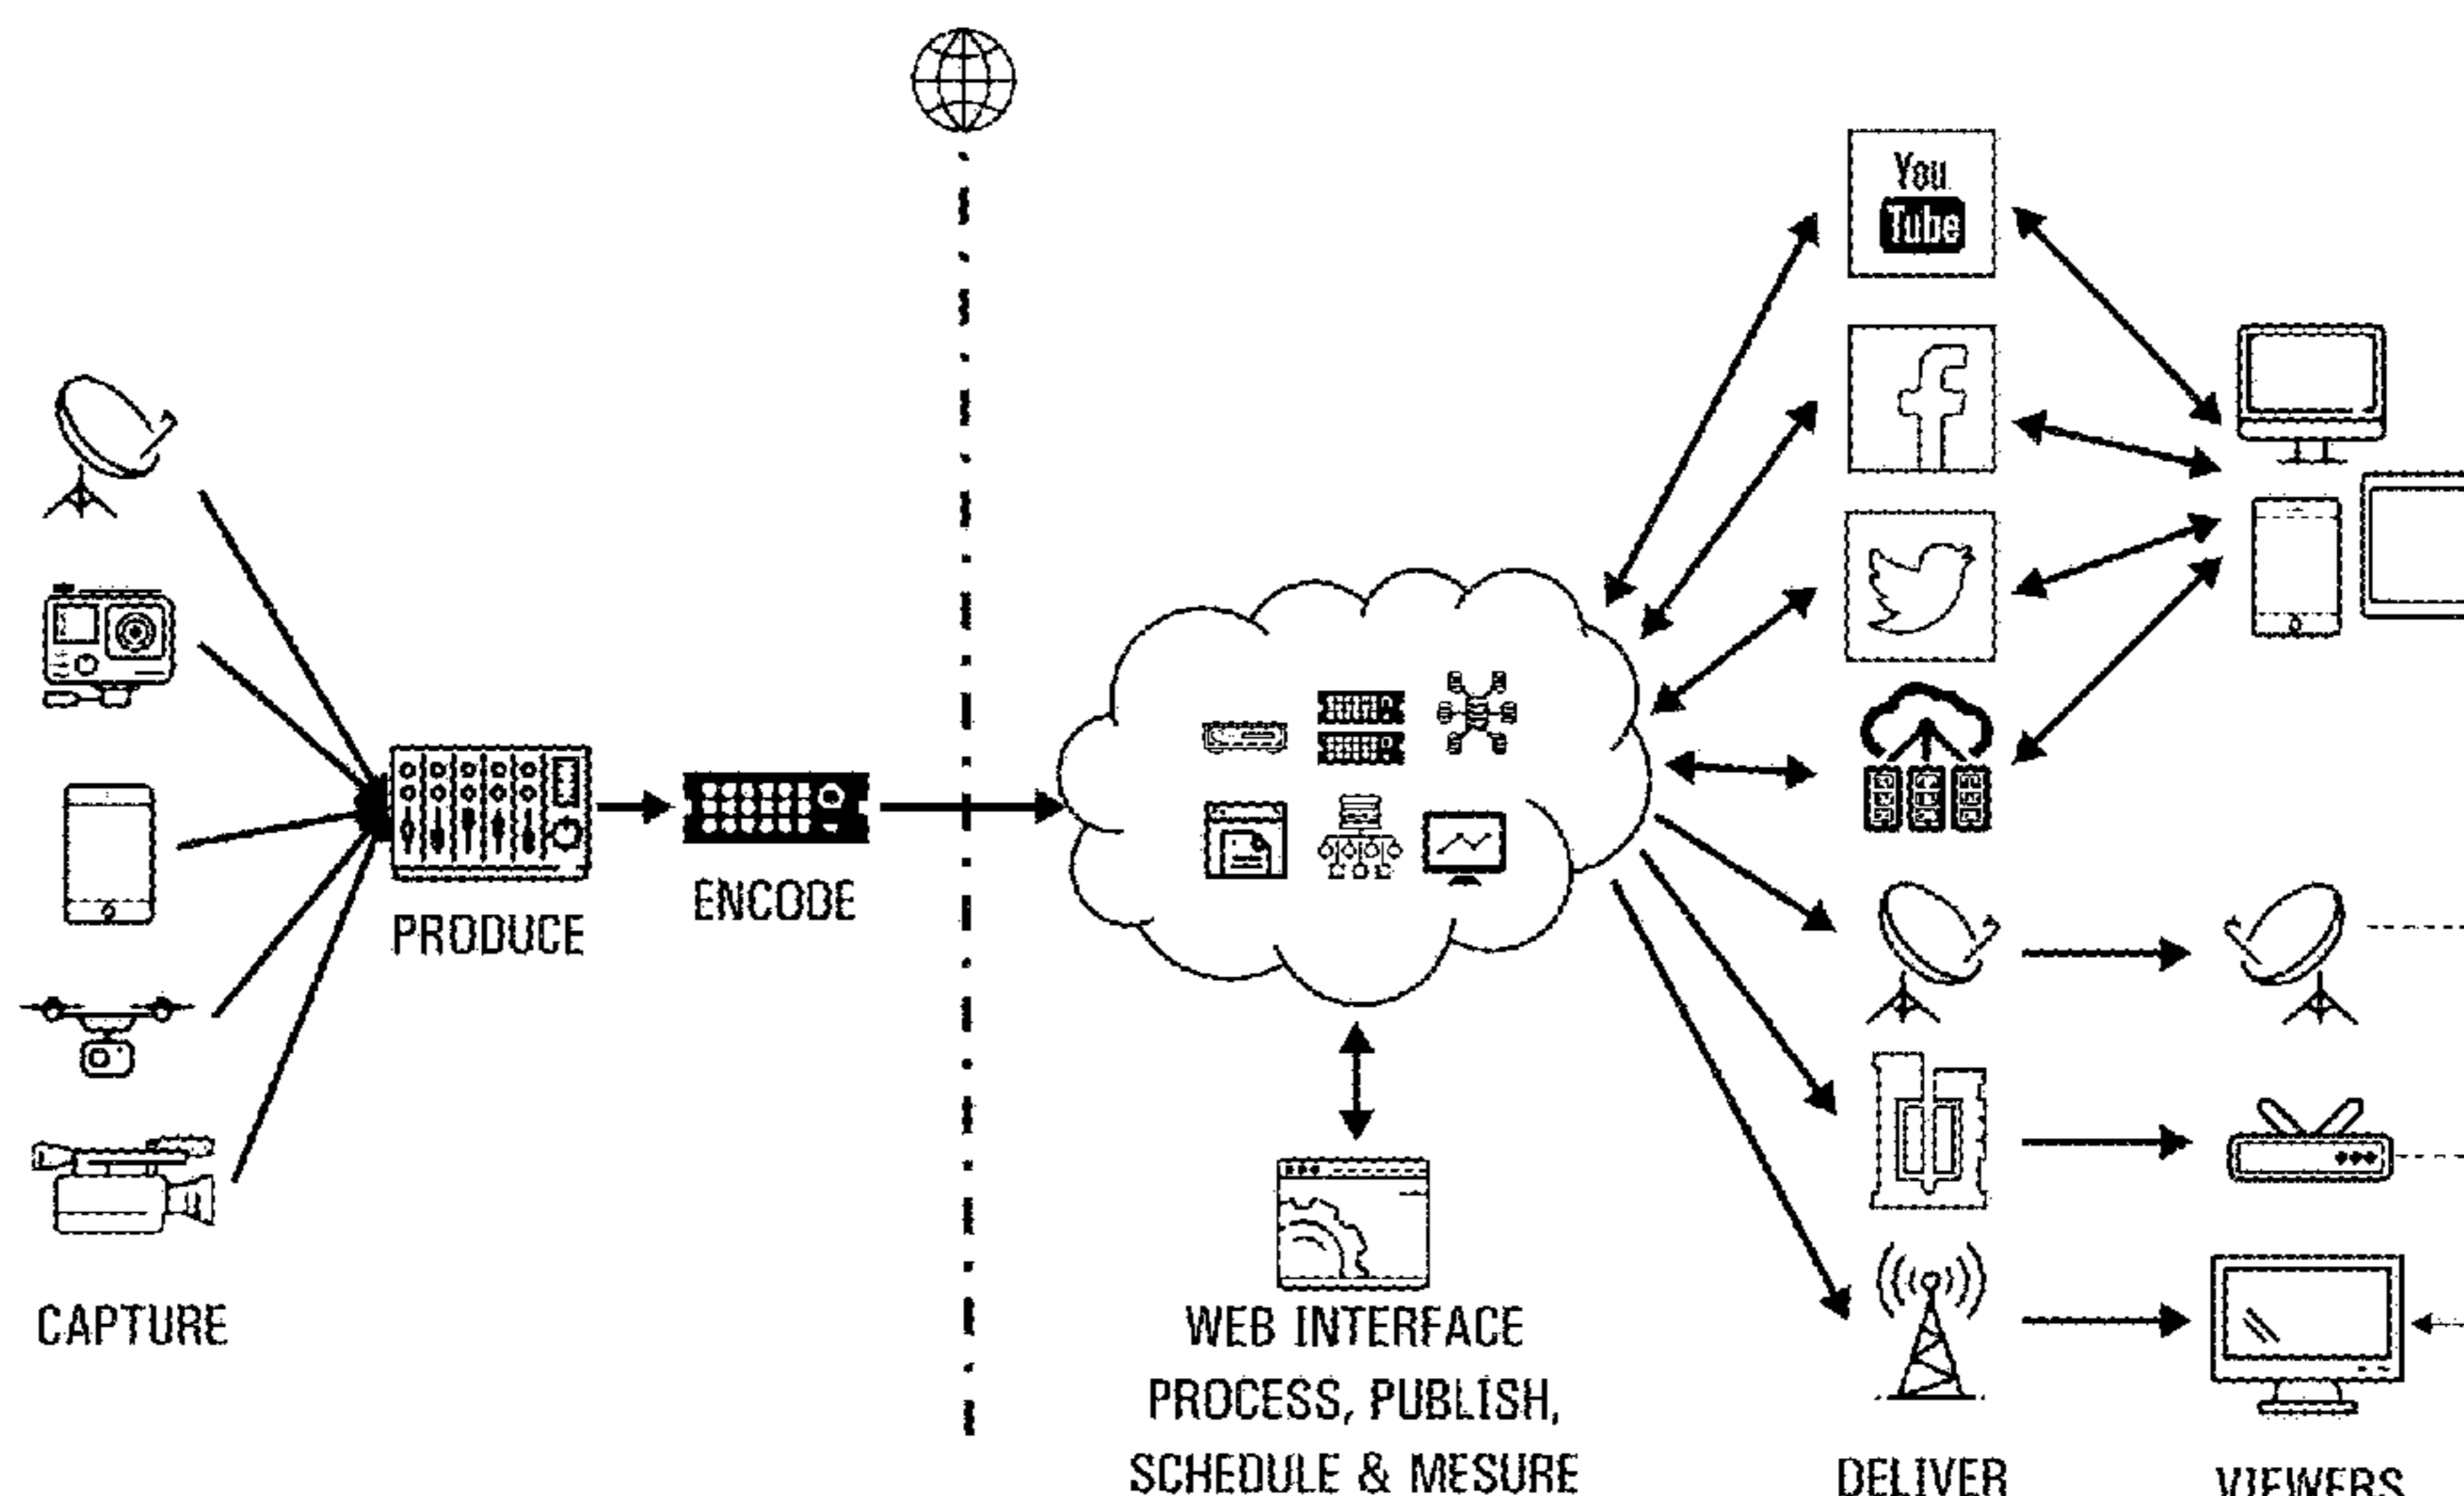 You
Tube
PRODUCE
ENCODE
CAPTURE
WEB INTERFACE
PROCESS, PUBLISH,
SCHEDULE & MESURE
DELIVER
VIEWERS